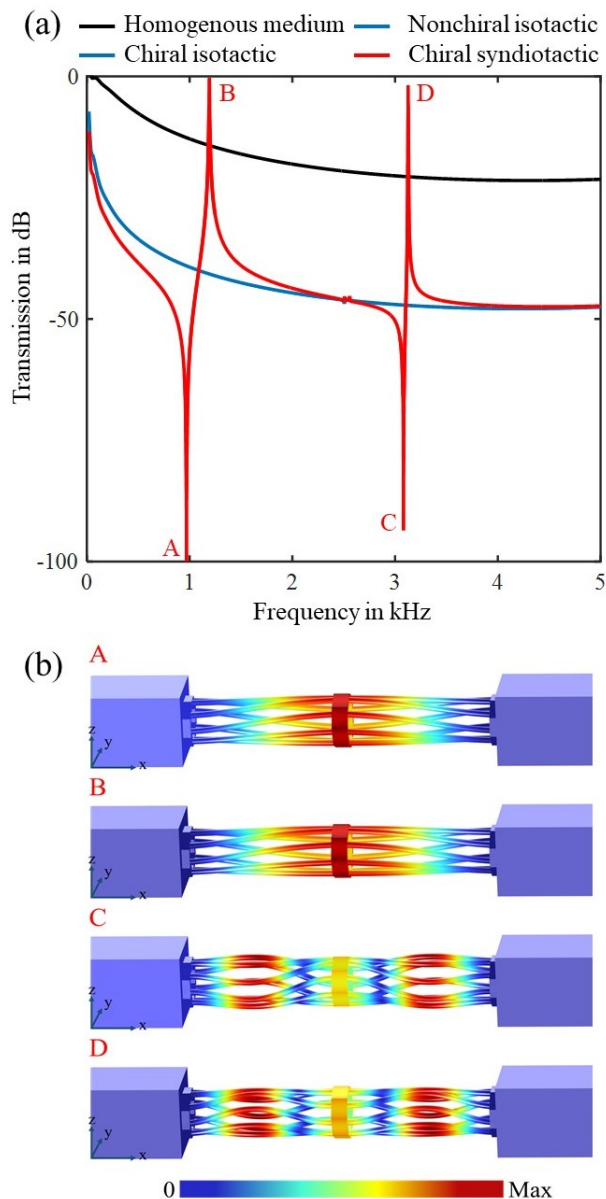 (a)
Homogenous medium
Nonchiral isotactic
Chiral isotactic
Chiral syndiotactic
0
B
D
Transmission in dB
-50
C
A
-100
0 1 2 3 4 5
Frequency in kHz
(b)
A
z
y
x
B
z
y
x
C
z
y
x
D
z
y
x
0 Max